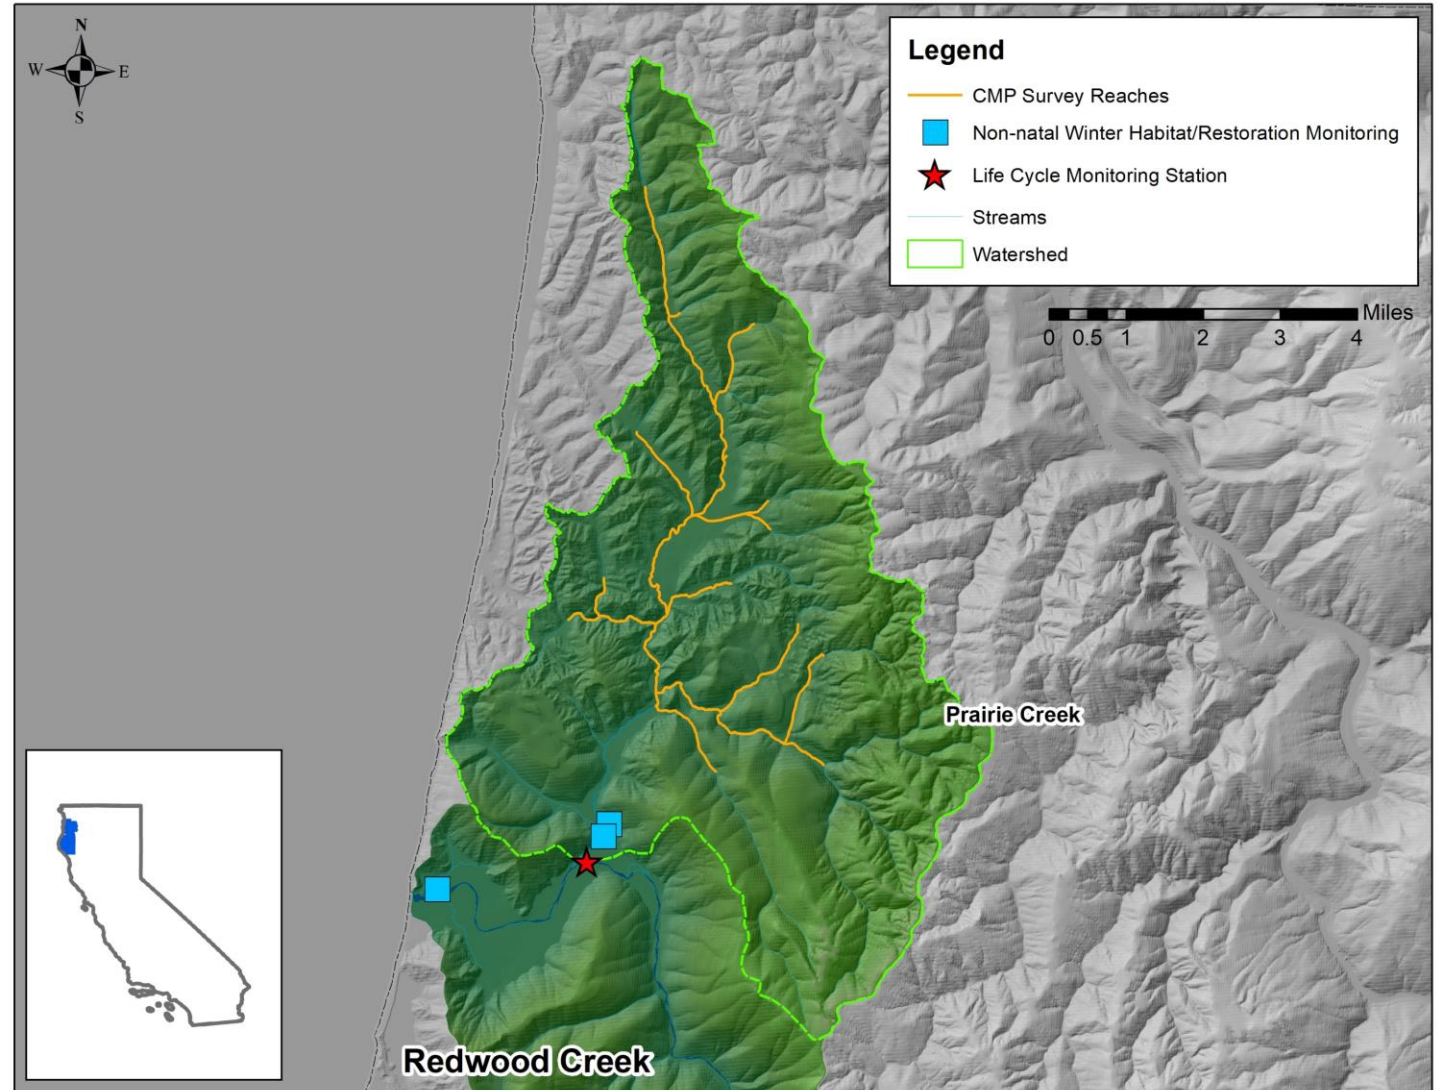 N
W E
S
Legend
CMP Survey Reaches
Non-natal Winter Habitat/Restoration Monitoring
Life Cycle Monitoring Station
Streams
Watershed
Miles
0 0.5 1 2 3 4
Prairie Creek
Redwood Creek